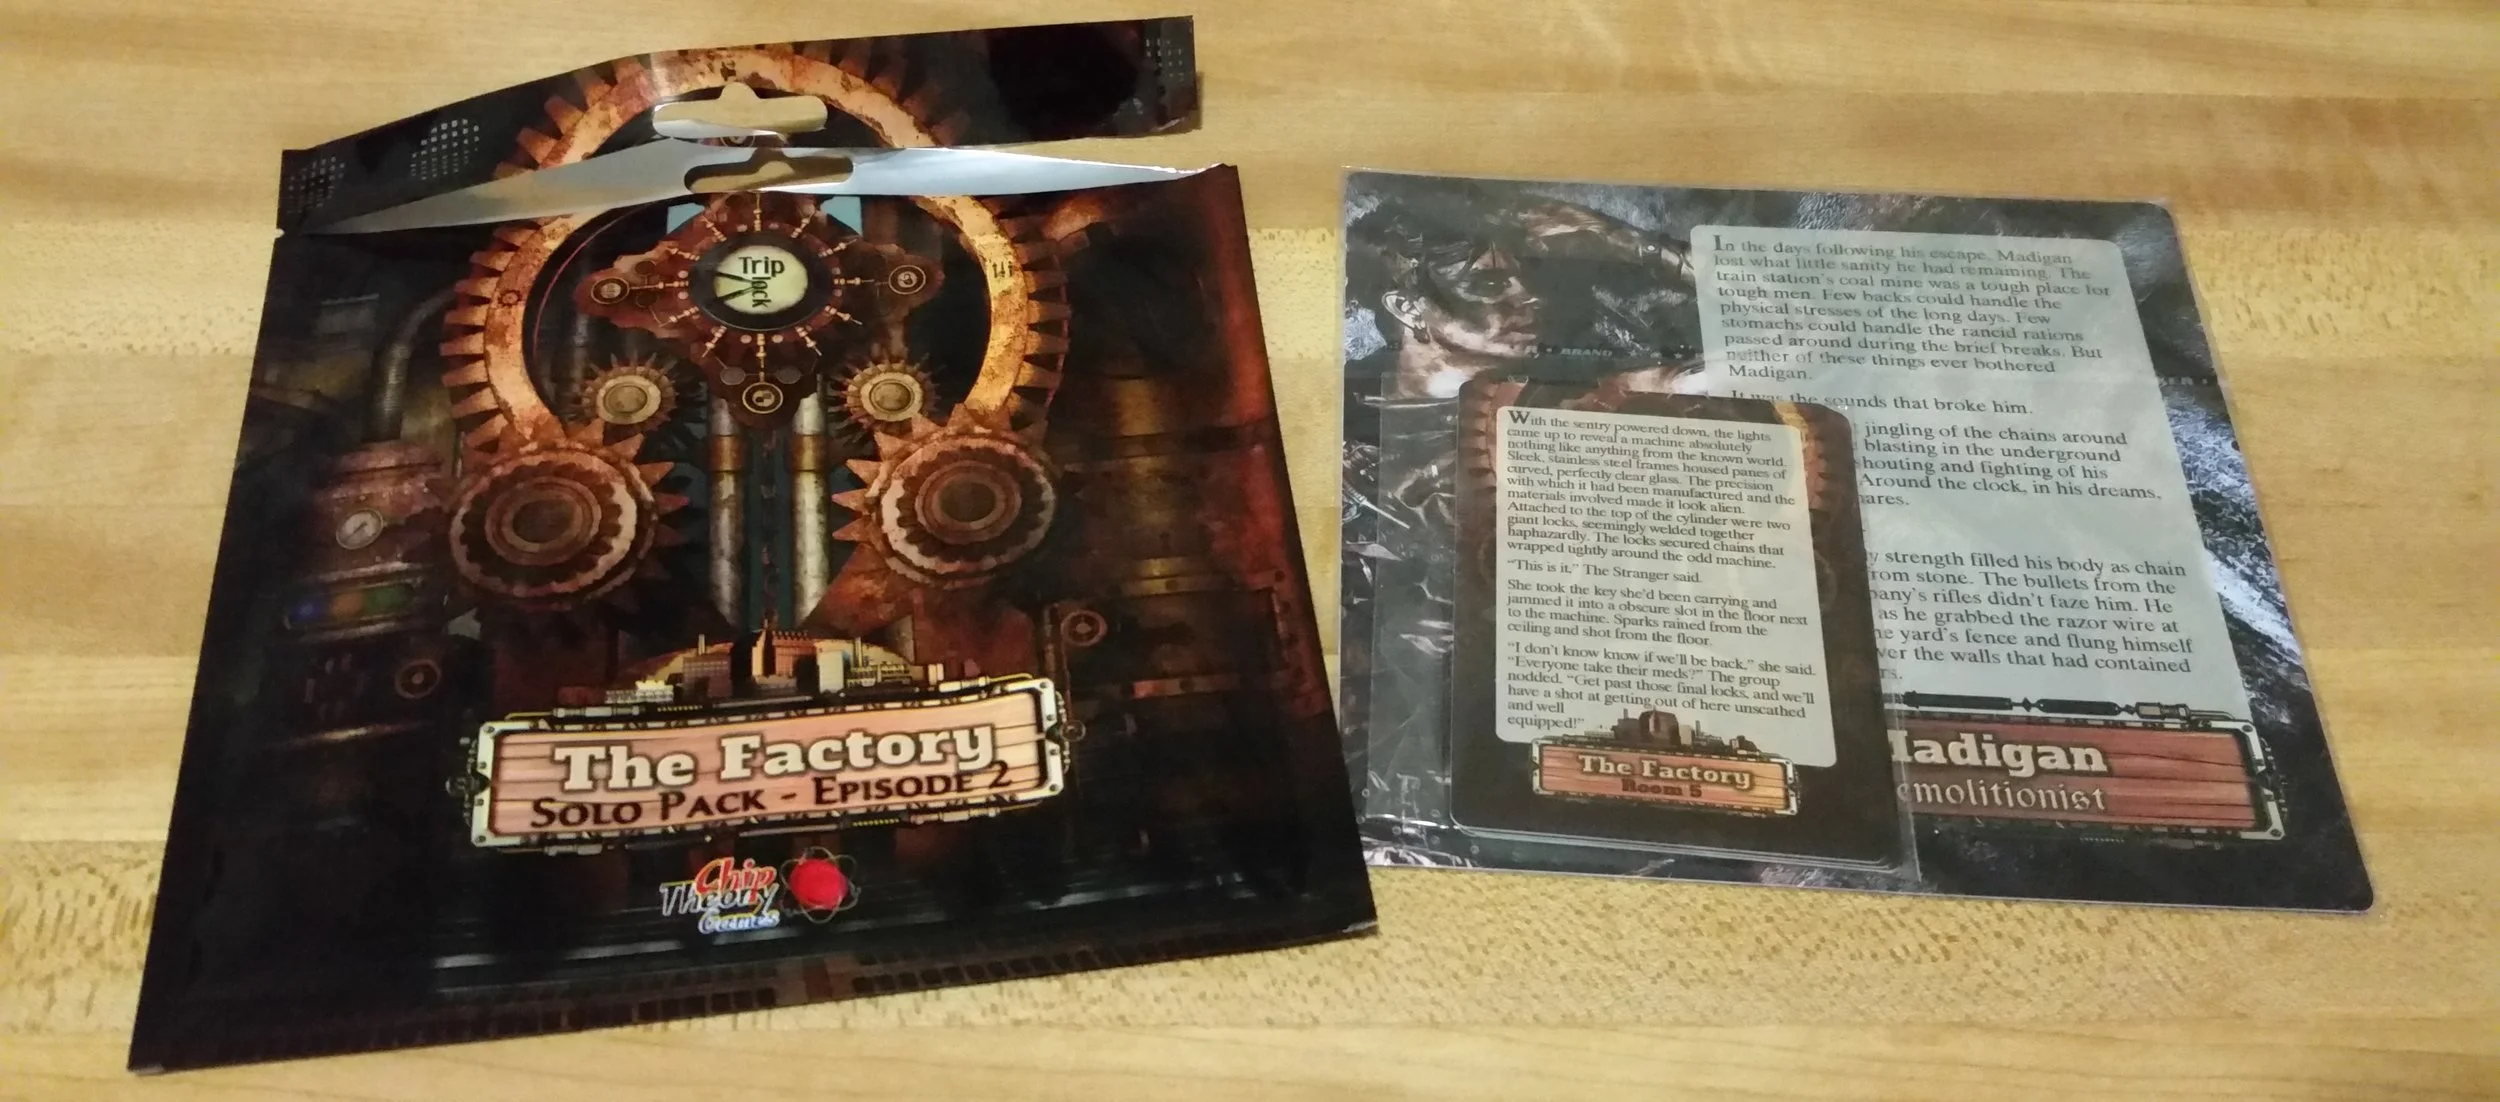 Trip
lock
The Factory
Solo Pack - Episode 2
Chip
Theory
Games
In the days following his escape, Madigan
lost what little sanity he had remaining. The
train station's coal mine was a tough place for
tough men. Few backs could handle the
physical stresses of the long days. Few
stomachs could handle the rancid rations
passed around during the brief breaks. But
neither of these things ever bothered
Madigan.
It was the sounds that broke him.
jingling of the chains around
blasting in the underground
shouting and fighting of his
Around the clock, in his dreams,
strength filled his body as chain
from stone. The bullets from the
rifles didn't faze him. He
as he grabbed the razor wire at
yard's fence and flung himself
over the walls that had contained
Madigan
BRAND
With the sentry powered down, the lights
came up to reveal a machine absolutely
nothing like anything from the known world.
Sleek, stainless steel frames housed panes of
curved, perfectly clear glass. The precision
with which it had been manufactured and the
materials involved made it look alien.
Attached to the top of the cylinder were two
giant locks, seemingly welded together
haphazardly. The locks secured chains that
wrapped tightly around the odd machine.
"This is it," The Stranger said.
She took the key she'd been carrying and
jammed it into a obscure slot in the floor next
to the machine. Sparks rained from the
ceiling and shot from the floor.
"I don't know know if we'll be back," she said.
"Everyone take their meds?" The group
nodded. "Get past those final locks, and we'll
have a shot at getting out of here unscathed
and well
equipped!"
The Factory
Room 5